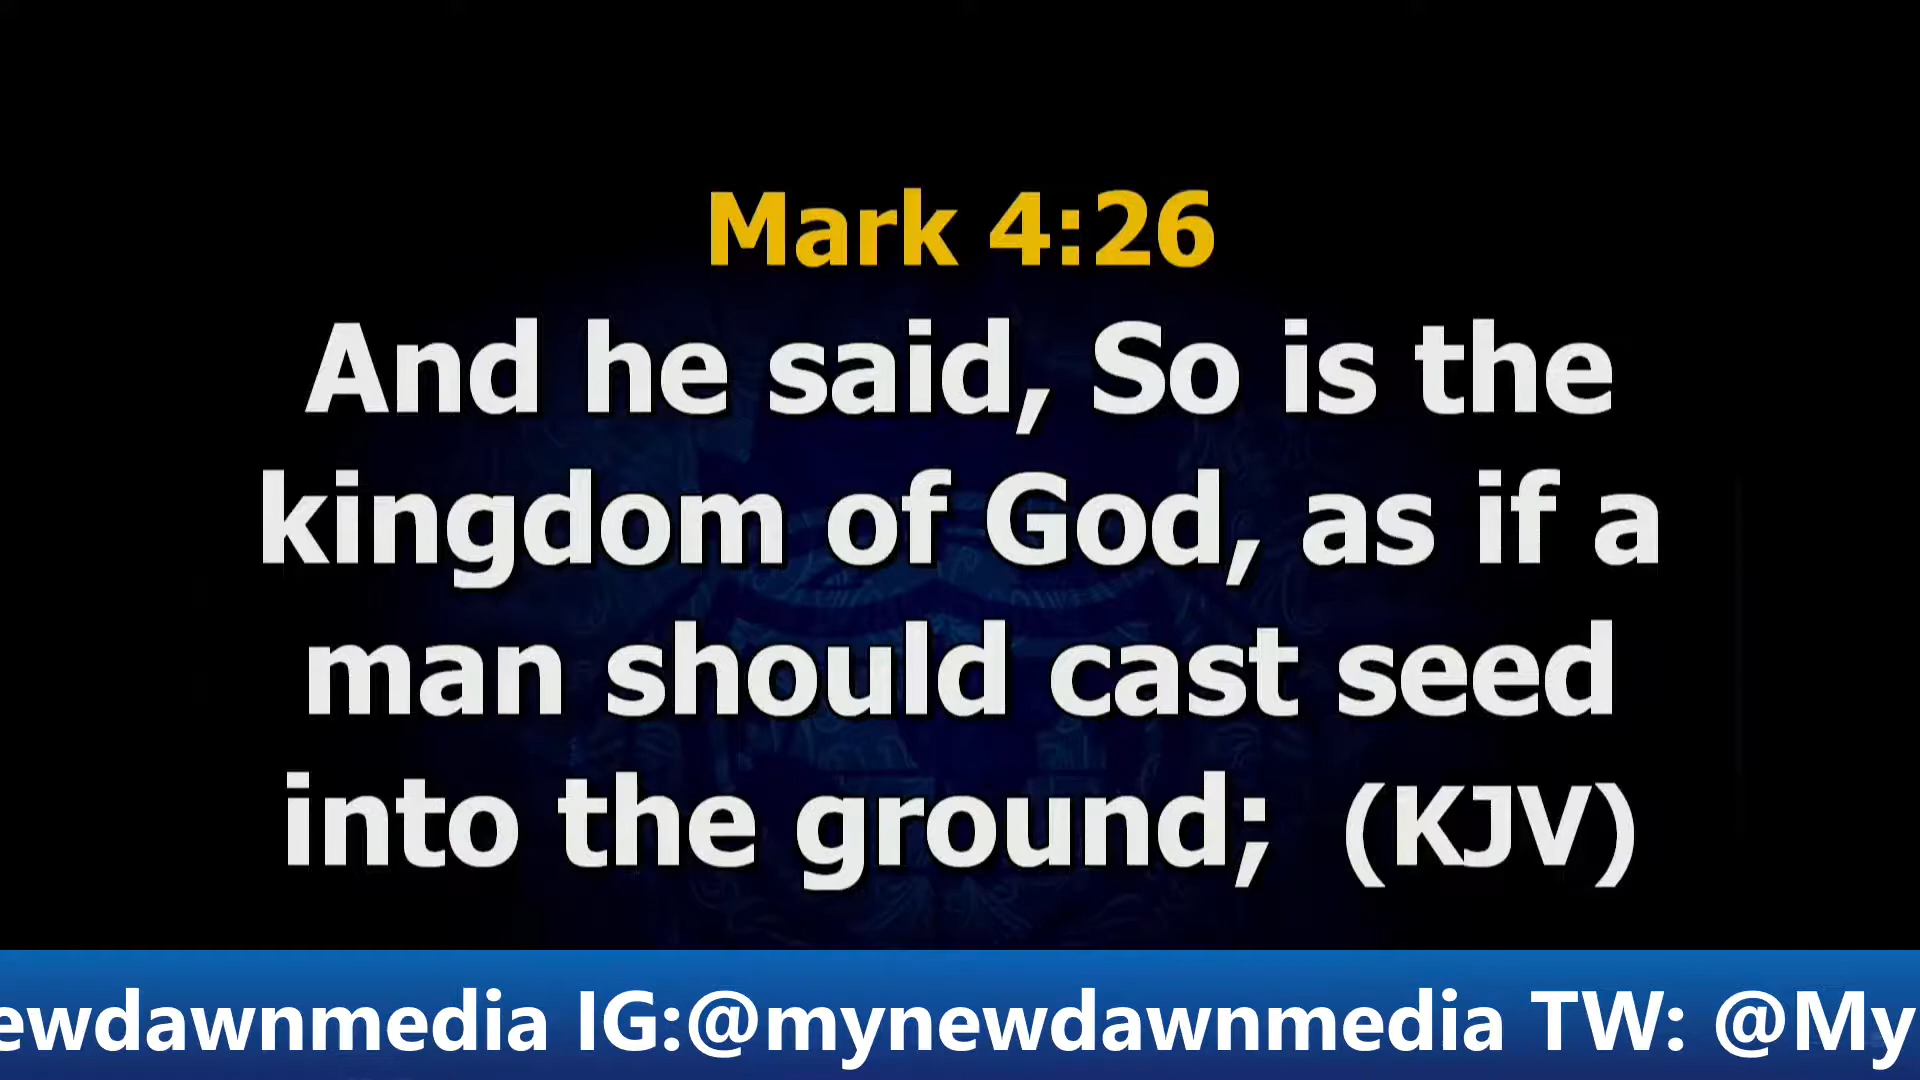 Mark 4:26
And he said, So is the
kingdom of God, as if a
man should cast seed
into the ground; (KJV)
ewdawnmedia IG:@mynewdawnmedia TW: @My